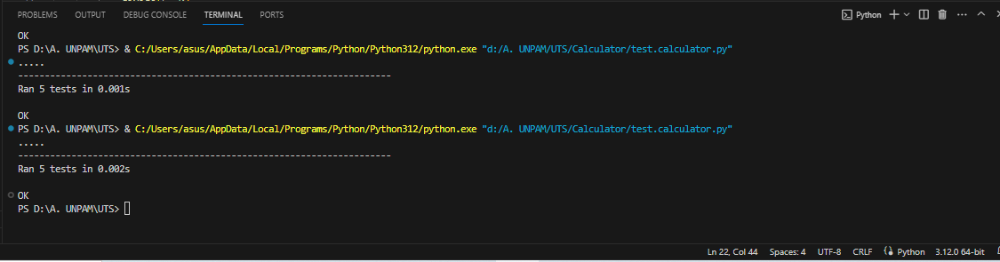 PROBLEMS OUTPUT DEBUG CONSOLE TERMINAL PORTS Python
OK
PS D:\A. UNPAM\UTS> & C:/Users/asus/AppData/Local/Programs/Python/Python312/python.exe "d:/A. UNPAM/UTS/Calculator/test.calculator.py"
.....
----------------------------------------------------------------------
Ran 5 tests in 0.001s
OK
PS D:\A. UNPAM\UTS> & C:/Users/asus/AppData/Local/Programs/Python/Python312/python.exe "d:/A. UNPAM/UTS/Calculator/test.calculator.py"
.....
----------------------------------------------------------------------
Ran 5 tests in 0.002s
OK
PS D:\A. UNPAM\UTS>
Ln 22, Col 44 Spaces: 4 UTF-8 CRLF Python 3.12.0 64-bit